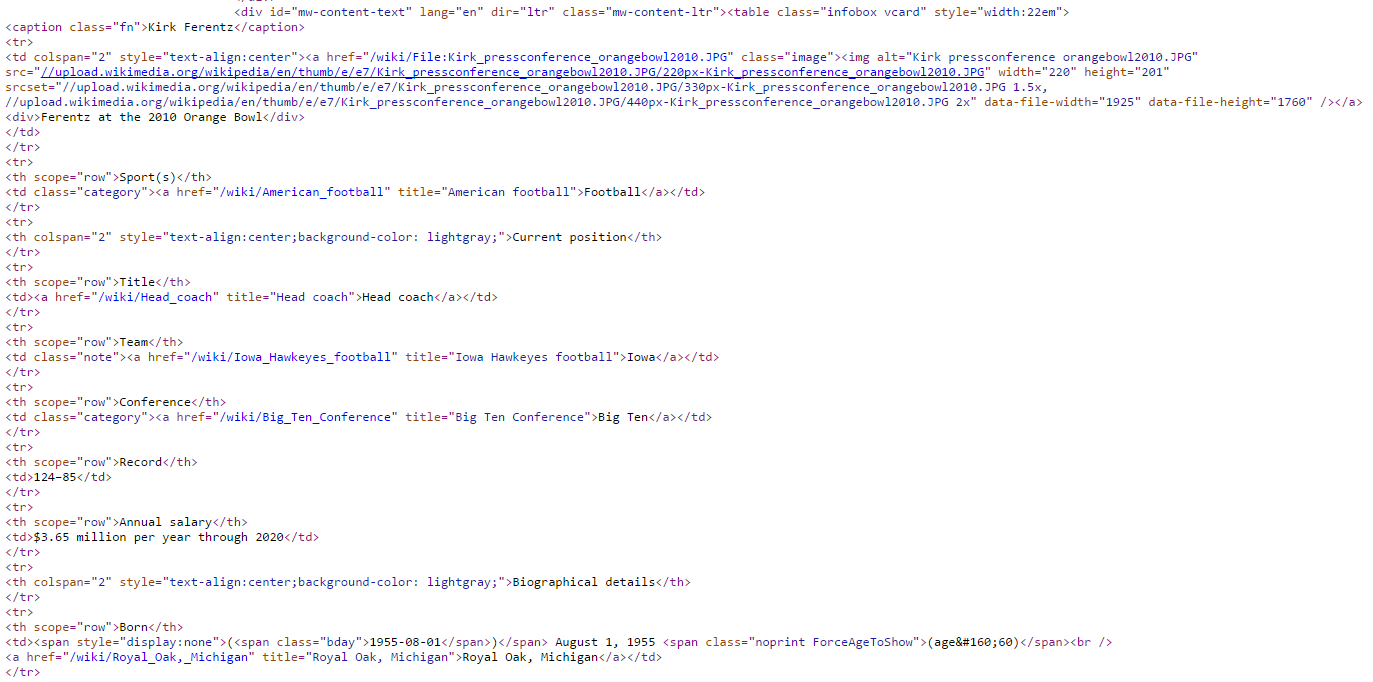 <div id="mw-content-text" lang="en" dir="ltr" class="mw-content-ltr"><table class="infobox vcard" style="width:22em">
<caption class="fn">Kirk Ferentz</caption>
<tr>
<td colspan="2" style="text-align:center"><a href="/wiki/File:Kirk_pressconference_orangebowl2010.JPG" class="image"><img alt="Kirk pressconference orangebowl2010.JPG"
src="//upload.wikimedia.org/wikipedia/en/thumb/e/e7/Kirk_pressconference_orangebowl2010.JPG/220px-Kirk_pressconference_orangebowl2010.JPG" width="220" height="201"
srcset="//upload.wikimedia.org/wikipedia/en/thumb/e/e7/Kirk_pressconference_orangebowl2010.JPG/330px-Kirk_pressconference_orangebowl2010.JPG 1.5x,
//upload.wikimedia.org/wikipedia/en/thumb/e/e7/Kirk_pressconference_orangebowl2010.JPG/440px-Kirk_pressconference_orangebowl2010.JPG 2x" data-file-width="1925" data-file-height="1760" /></a>
<div>Ferentz at the 2010 Orange Bowl</div>
</td>
</tr>
<tr>
<th scope="row">Sport(s)</th>
<td class="category"><a href="/wiki/American_football" title="American football">Football</a></td>
</tr>
<tr>
<th colspan="2" style="text-align:center;background-color: lightgray;">Current position</th>
</tr>
<tr>
<th scope="row">Title</th>
<td><a href="/wiki/Head_coach" title="Head coach">Head coach</a></td>
</tr>
<tr>
<th scope="row">Team</th>
<td class="note"><a href="/wiki/Iowa_Hawkeyes_football" title="Iowa Hawkeyes football">Iowa</a></td>
</tr>
<tr>
<th scope="row">Conference</th>
<td class="category"><a href="/wiki/Big_Ten_Conference" title="Big Ten Conference">Big Ten</a></td>
</tr>
<tr>
<th scope="row">Record</th>
<td>124–85</td>
</tr>
<tr>
<th scope="row">Annual salary</th>
<td>$3.65 million per year through 2020</td>
</tr>
<tr>
<th colspan="2" style="text-align:center;background-color: lightgray;">Biographical details</th>
</tr>
<tr>
<th scope="row">Born</th>
<td><span style="display:none">(<span class="bday">1955-08-01</span>)</span> August 1, 1955 <span class="noprint ForceAgeToShow">(age&#160;60)</span><br />
<a href="/wiki/Royal_Oak,_Michigan" title="Royal Oak, Michigan">Royal Oak, Michigan</a></td>
</tr>